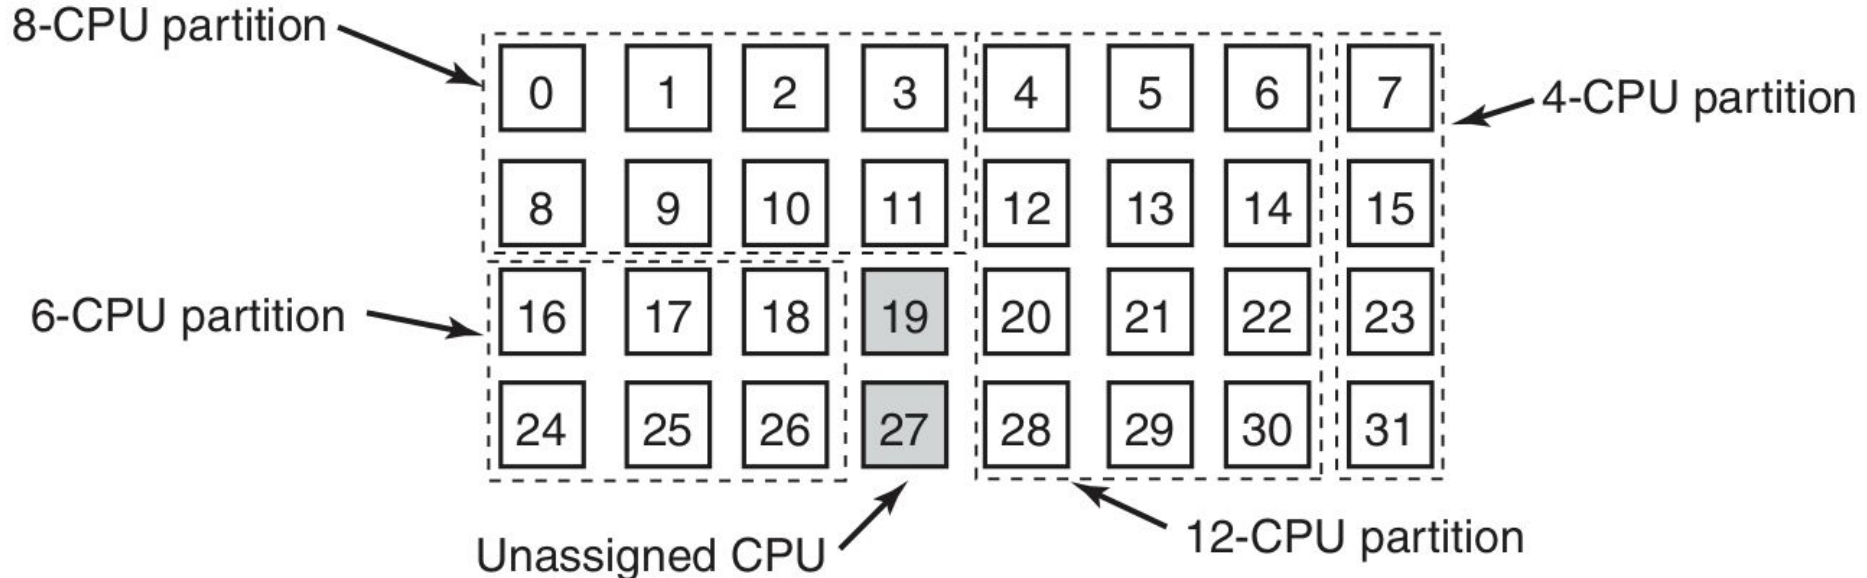 8-CPU partition
0 1 2 3 4 5 6 7
4-CPU partition
8 9 10 11 12 13 14 15
6-CPU partition
16 17 18 19 20 21 22 23
24 25 26 27 28 29 30 31
Unassigned CPU
12-CPU partition